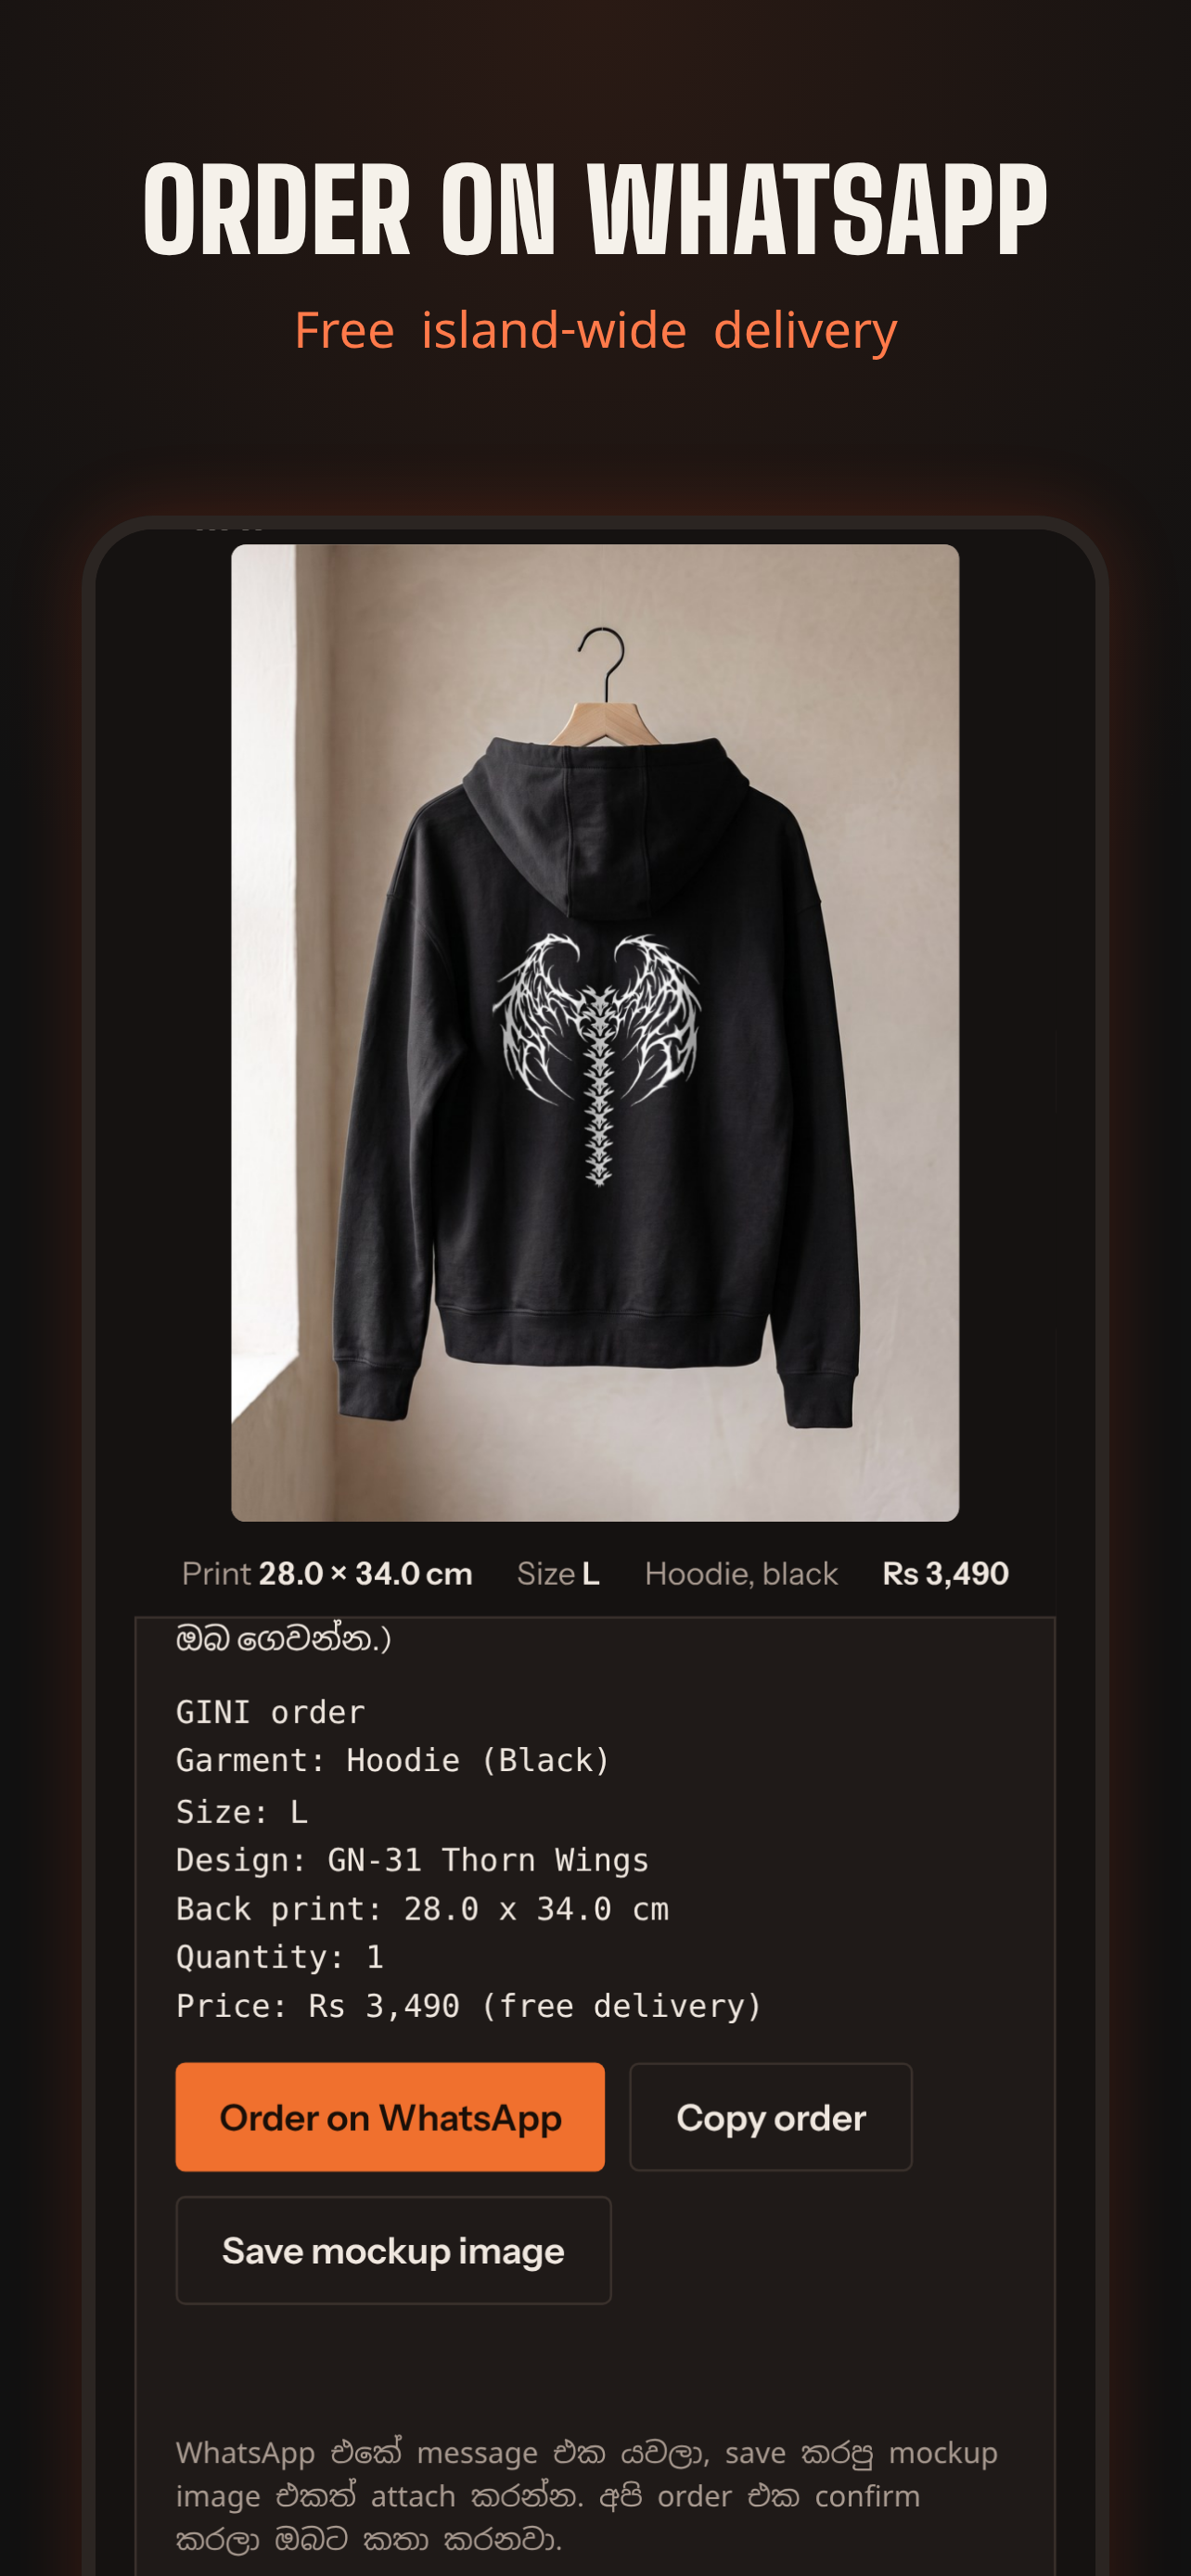 ORDER ON WHATSAPP
Free island-wide delivery
Print 28.0 × 34.0 cm Size L Hoodie, black Rs 3,490
ඔබ ගෙවන්න.)
GINI order
Garment: Hoodie (Black)
Size: L
Design: GN-31 Thorn Wings
Back print: 28.0 x 34.0 cm
Quantity: 1
Price: Rs 3,490 (free delivery)
Order on WhatsApp Copy order
Save mockup image
WhatsApp එකේ message එක යවලා, save කරපු mockup
image එකත් attach කරන්න. අපි order එක confirm
කරලා ඔබට කතා කරනවා.